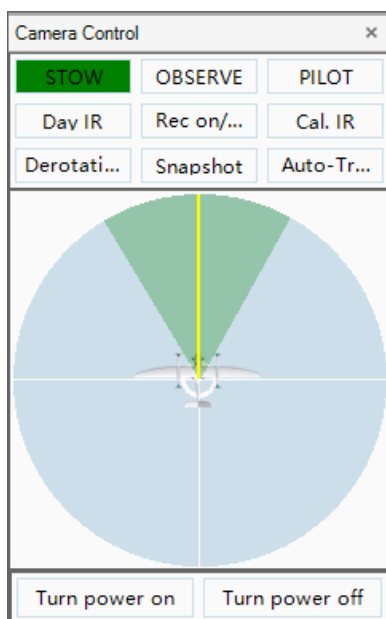 Camera Control ×
STOW OBSERVE PILOT
Day IR Rec on/... Cal. IR
Derotati... Snapshot Auto-Tr...
Turn power on Turn power off